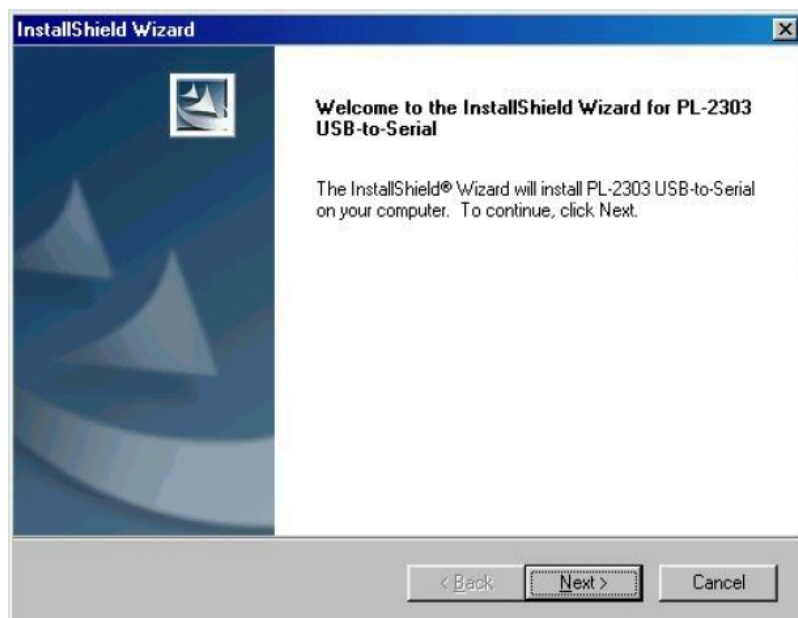 InstallShield Wizard
Welcome to the InstallShield Wizard for PL-2303
USB-to-Serial
The InstallShield® Wizard will install PL-2303 USB-to-Serial
on your computer. To continue, click Next.
< Back Next > Cancel